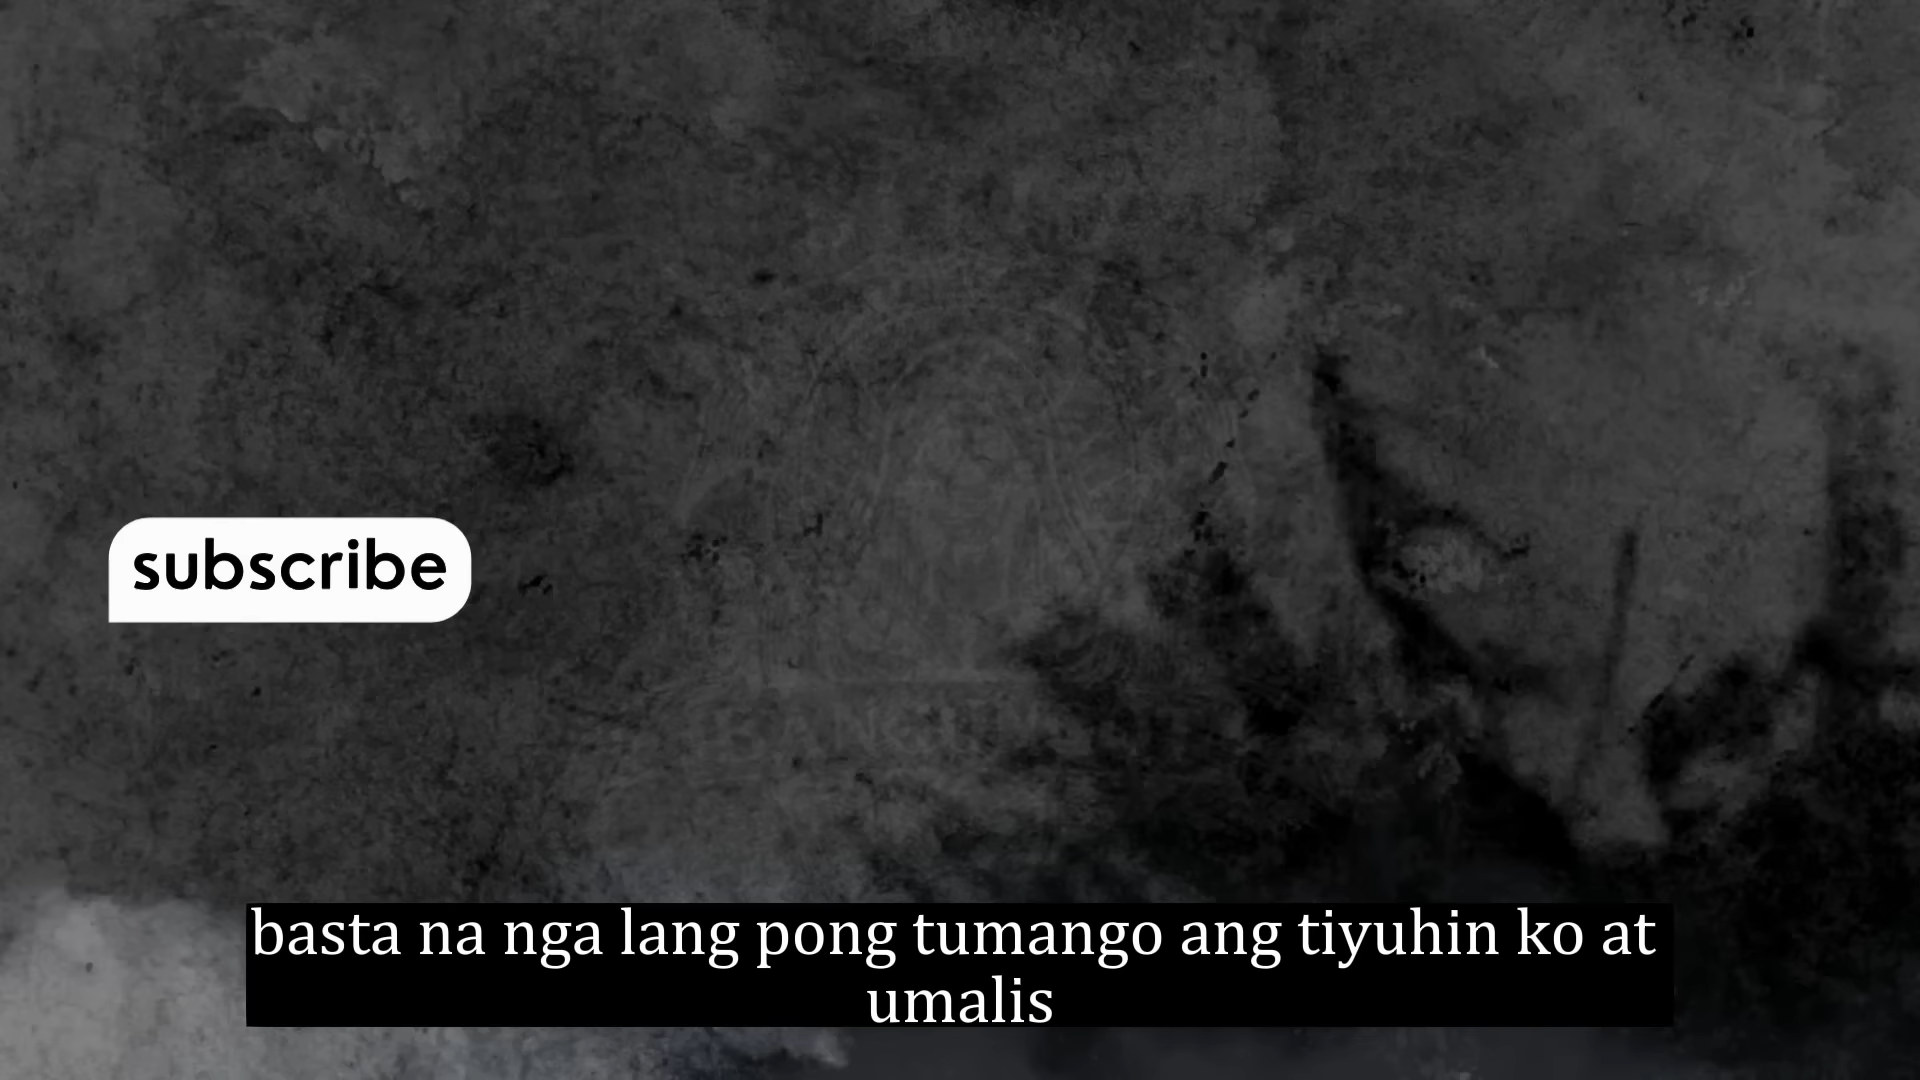 subscribe
basta na nga lang pong tumango ang tiyuhin ko at
umalis